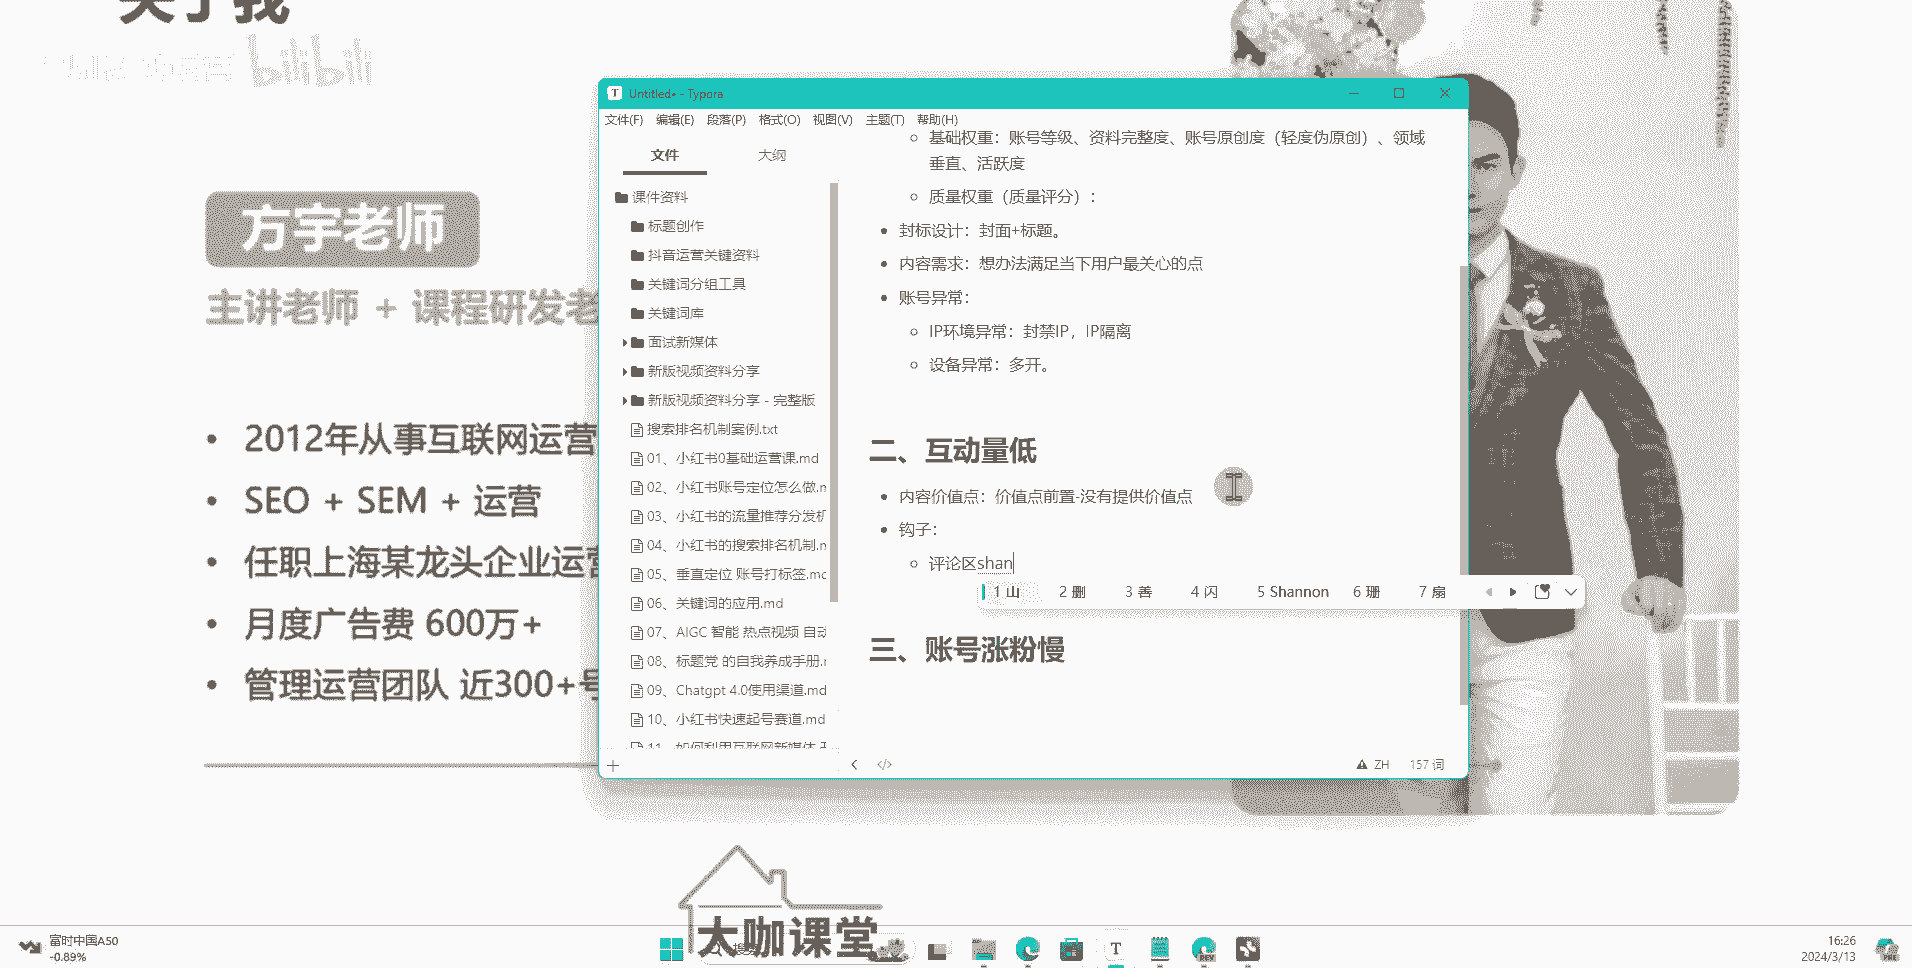 关于我
bilibili
方宇老师
主讲老师 + 课程研发老
• 2012年从事互联网运营
• SEO + SEM + 运营
• 任职上海某龙头企业运营
• 月度广告费 600万+
• 管理运营团队 近300+号
Untitled• - Typora
文件(F) 编辑(E) 段落(P) 格式(O) 视图(V) 主题(T) 帮助(H)
文件 大纲
课件资料
标题创作
抖音运营关键资料
关键词分组工具
关键词库
面试新媒体
新版视频资料分享
新版视频资料分享 - 完整版
搜索排名机制案例.txt
01、小红书0基础运营课.md
02、小红书账号定位怎么做.m
03、小红书的流量推荐分发机
04、小红书的搜索排名机制.m
05、垂直定位 账号打标签.md
06、关键词的应用.md
07、AIGC 智能 热点视频 自动
08、标题党 的自我养成手册.m
09、Chatgpt 4.0使用渠道.md
10、小红书快速起号赛道.md
11、如何利用互联网新媒体
基础权重：账号等级、资料完整度、账号原创度（轻度伪原创）、领域
垂直、活跃度
质量权重（质量评分）：
封标设计：封面+标题。
内容需求：想办法满足当下用户最关心的点
账号异常：
IP环境异常：封禁IP，IP隔离
设备异常：多开。
二、互动量低
内容价值点：价值点前置-没有提供价值点
钩子：
评论区shan
1 山 2 删 3 善 4 闪 5 Shannon 6 珊 7 扇
三、账号涨粉慢
ZH 157 词
大咖课堂
富时中国A50
-0.89%
16:26
2024/3/13